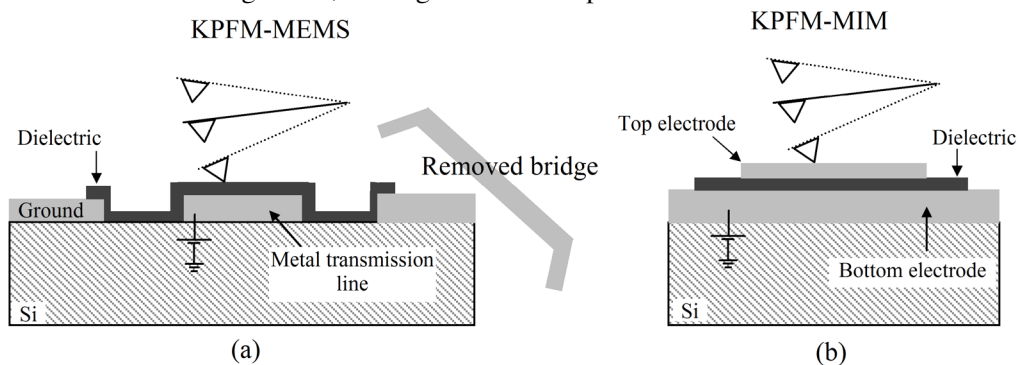 KPFM-MEMS
Dielectric
Removed bridge
Ground
Metal transmission
line
Si
(a)
KPFM-MIM
Top electrode
Dielectric
Bottom electrode
Si
(b)